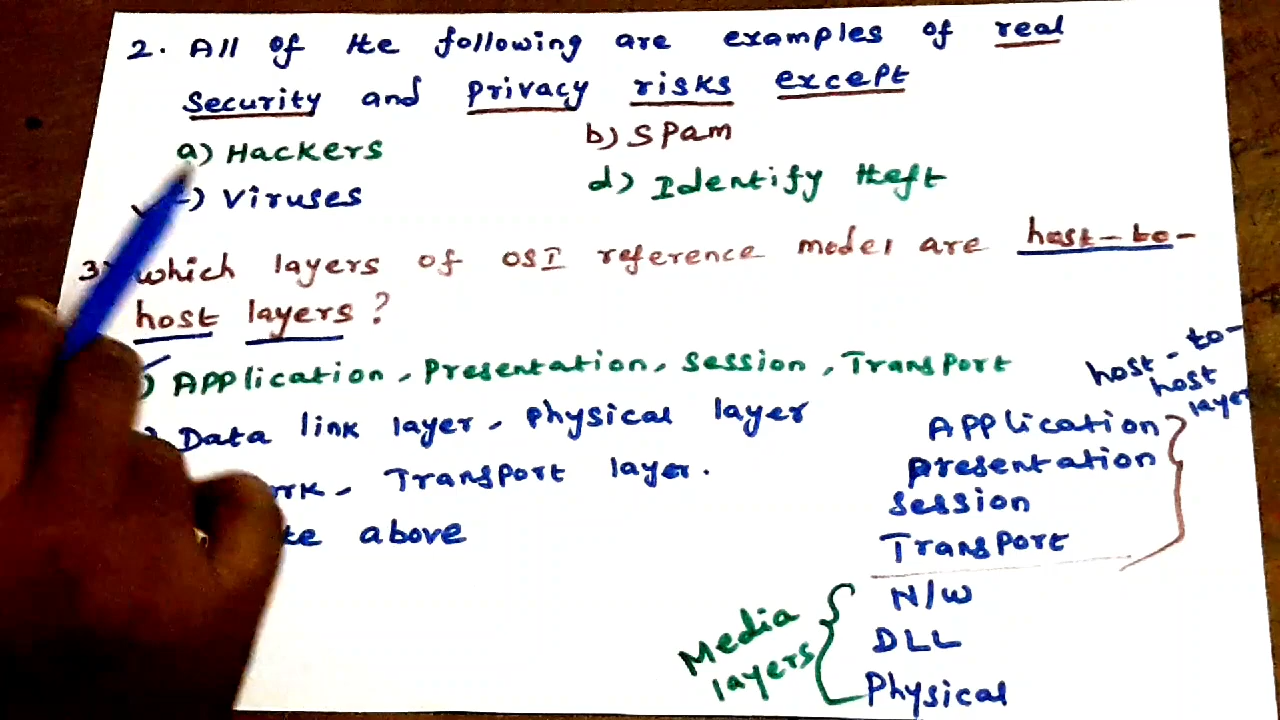 2. All of the following are examples of real
security and privacy risks except
a) Hackers
b) Spam
) Viruses
d) Identify theft
3) which layers of OSI reference model are host-to-
host layers?
) Application, Presentation, Session, Transport
Data link layer, physical layer
Transport layer.
above
host-to-
host
layer
Application
presentation
session
Transport
N/W
DLL
Physical
Media
layers